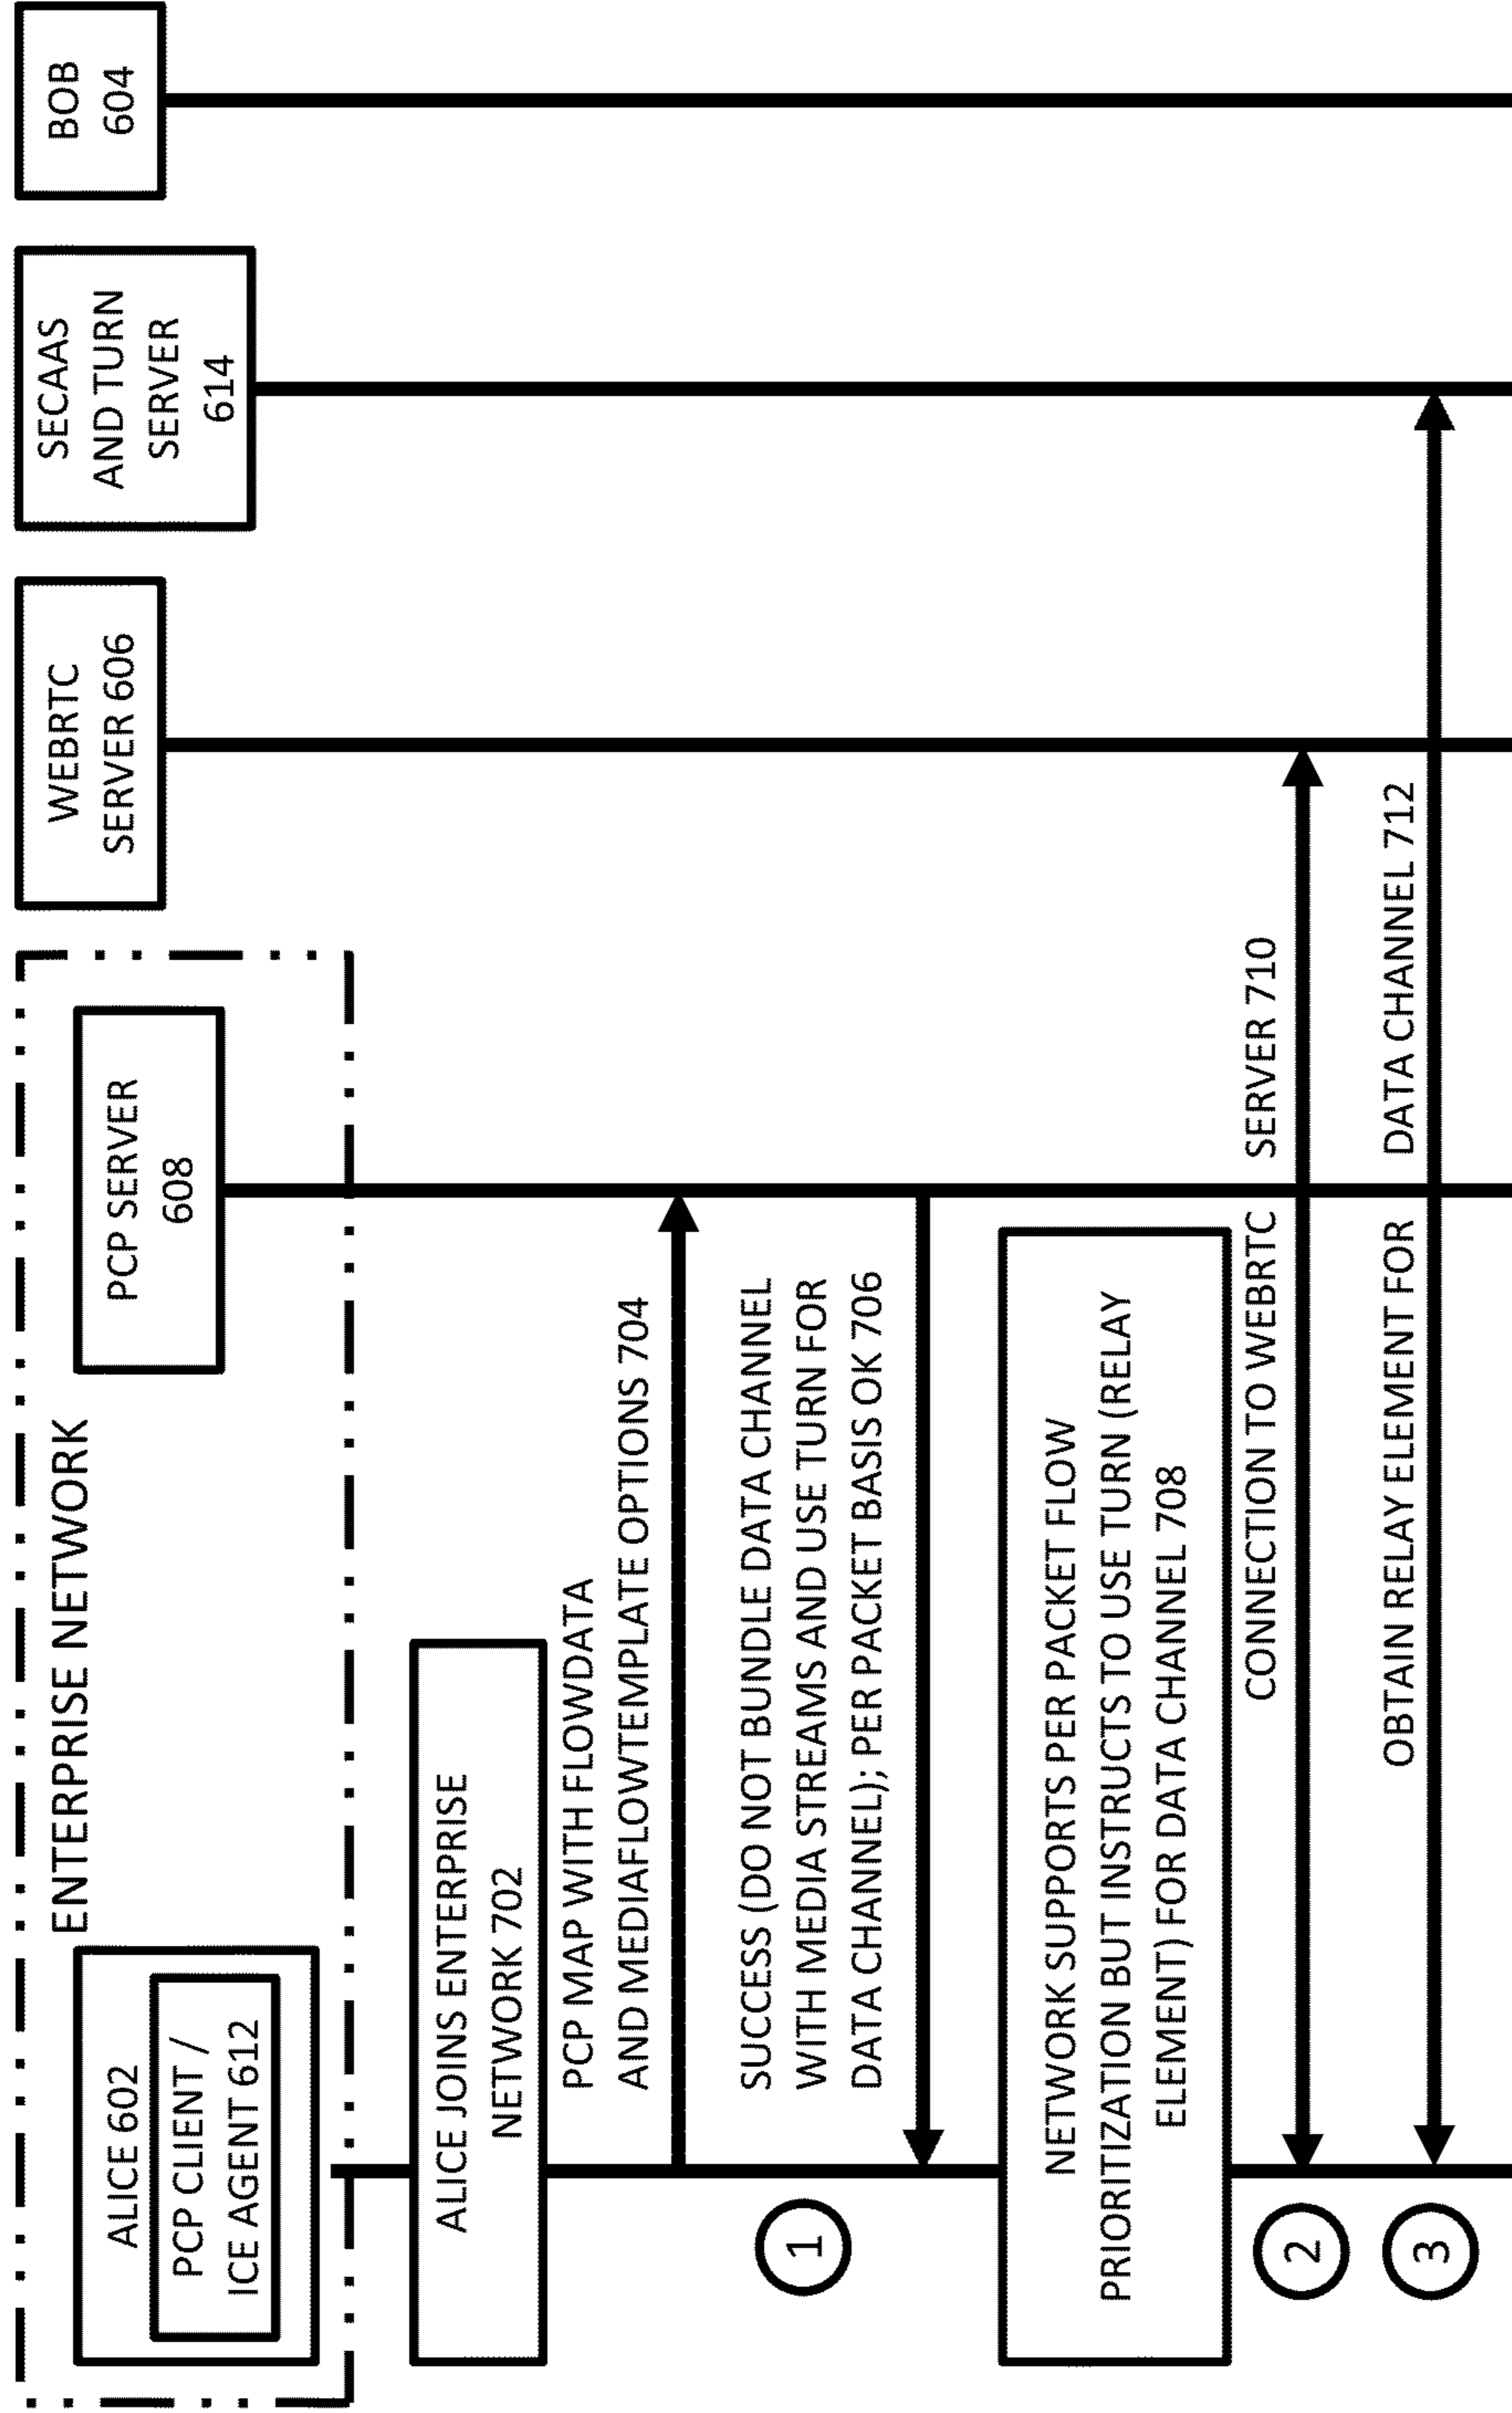 ENTERPRISE NETWORK
ALICE 602
PCP CLIENT /
ICE AGENT 612
PCP SERVER
608
WEBRTC
SERVER 606
SECAAS
AND TURN
SERVER
614
BOB
604
ALICE JOINS ENTERPRISE
NETWORK 702
PCP MAP WITH FLOWDATA
AND MEDIAFLOWTEMPLATE OPTIONS 704
1
SUCCESS (DO NOT BUNDLE DATA CHANNEL
WITH MEDIA STREAMS AND USE TURN FOR
DATA CHANNEL); PER PACKET BASIS OK 706
NETWORK SUPPORTS PER PACKET FLOW
PRIORITIZATION BUT INSTRUCTS TO USE TURN (RELAY
ELEMENT) FOR DATA CHANNEL 708
2
CONNECTION TO WEBRTC SERVER 710
3
OBTAIN RELAY ELEMENT FOR DATA CHANNEL 712